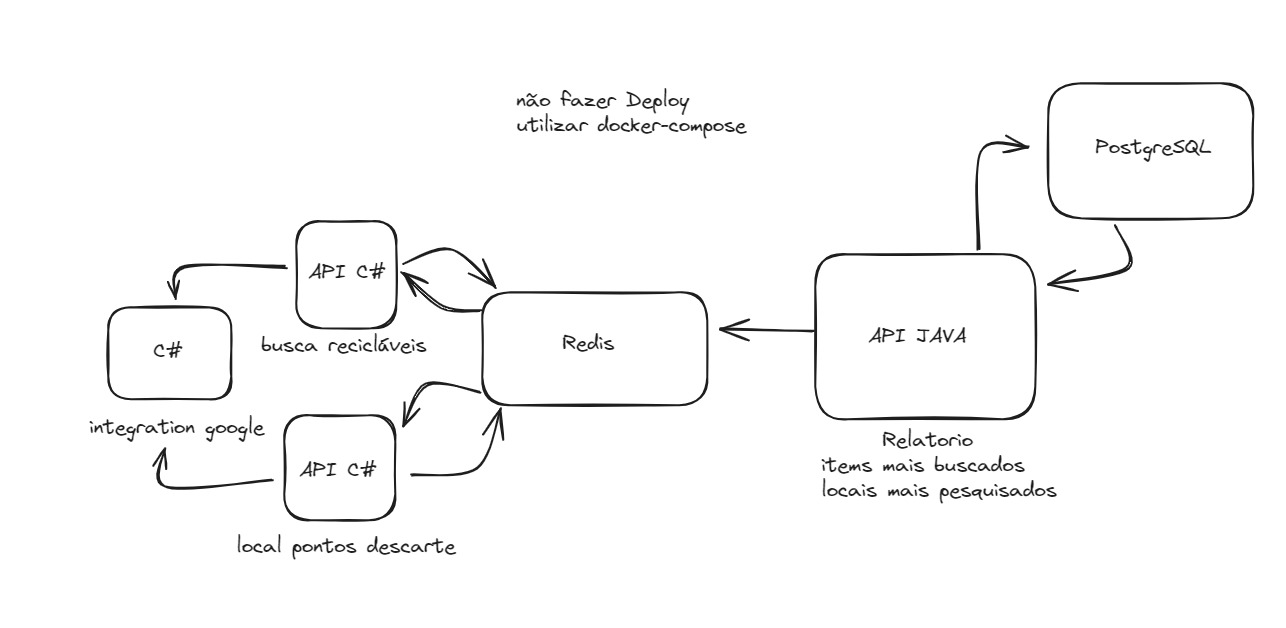 não fazer Deploy
utilizar docker-compose
PostgreSQL
API C#
busca recicláveis
C#
integration google
Redis
API JAVA
Relatorio
items mais buscados
locais mais pesquisados
API C#
local pontos descarte